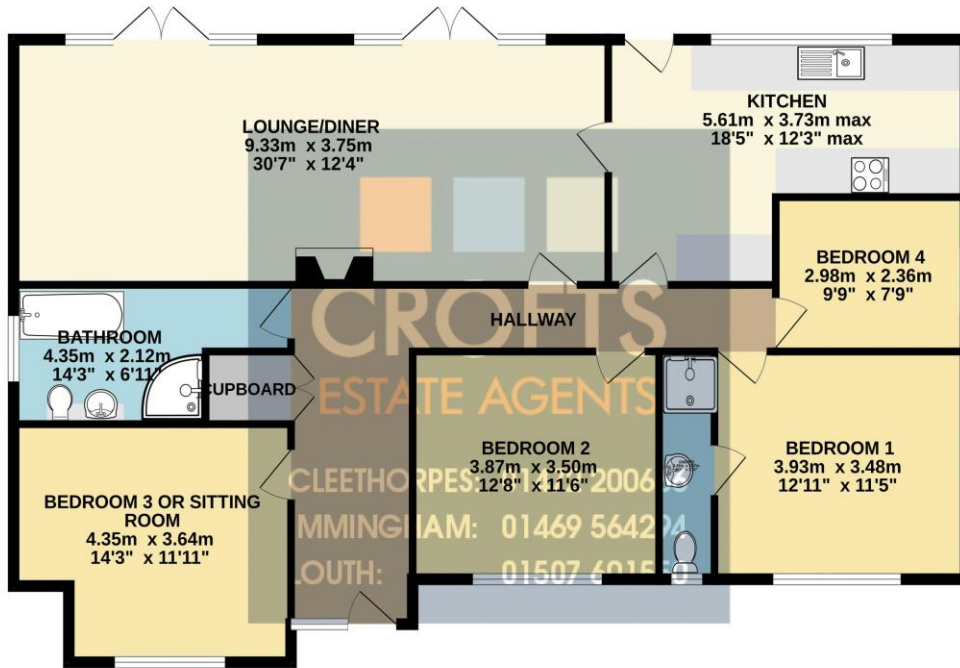 LOUNGE/DINER
9.33m x 3.75m
30'7" x 12'4"
KITCHEN
5.61m x 3.73m max
18'5" x 12'3" max
BEDROOM 4
2.98m x 2.36m
9'9" x 7'9"
HALLWAY
BATHROOM
4.35m x 2.12m
14'3" x 6'11"
CUPBOARD
CROFTS
ESTATE AGENTS
BEDROOM 2
3.87m x 3.50m
12'8" x 11'6"
BEDROOM 1
3.93m x 3.48m
12'11" x 11'5"
BEDROOM 3 OR SITTING
ROOM
4.35m x 3.64m
14'3" x 11'11"
CLEETHORPES:
IMMINGHAM: 01469 564294
LOUTH: 01507